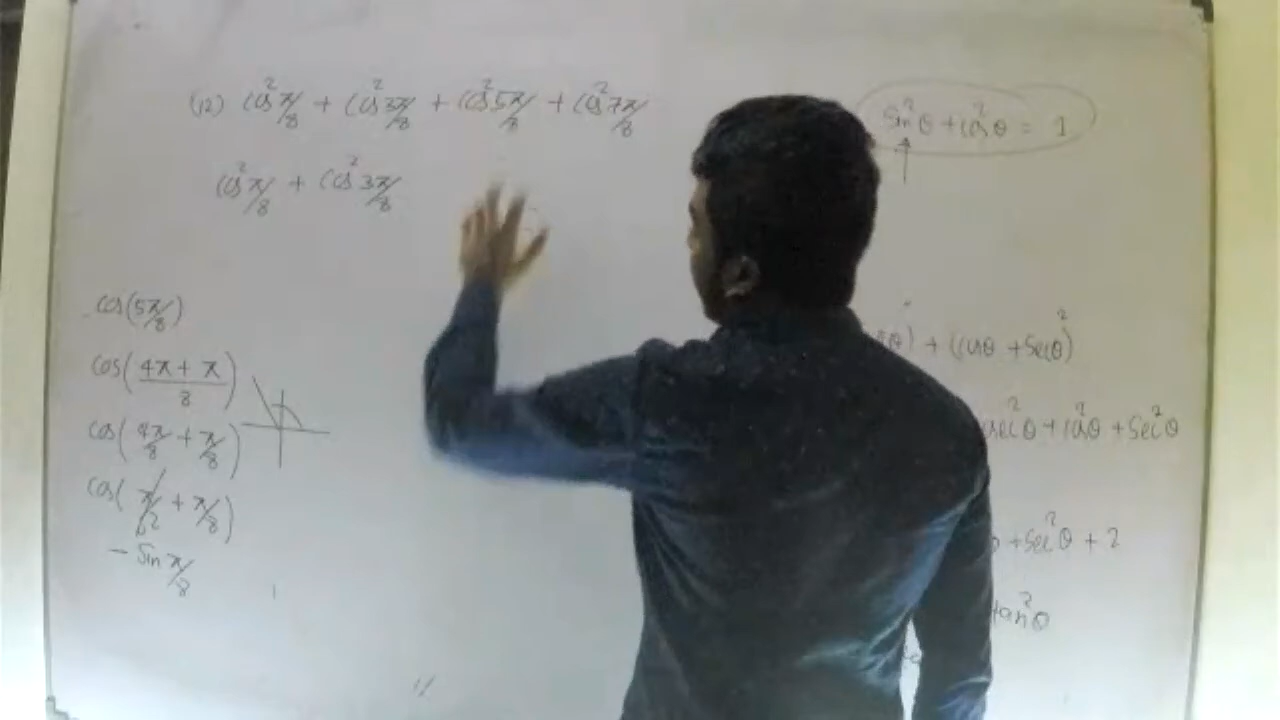 (12) cos²π/8 + cos²3π/8 + cos²5π/8 + cos²7π/8
cos²π/8 + cos²3π/8
sin²θ + cos²θ = 1
cos(5π/8)
cos(4π + π/8)
cos(4π/8 + π/8)
cos(π/2 + π/8)
- sin π/8
+ (cosθ + secθ)²
sec²θ + cos²θ + sec²θ
+ sec²θ + 2
tan²θ